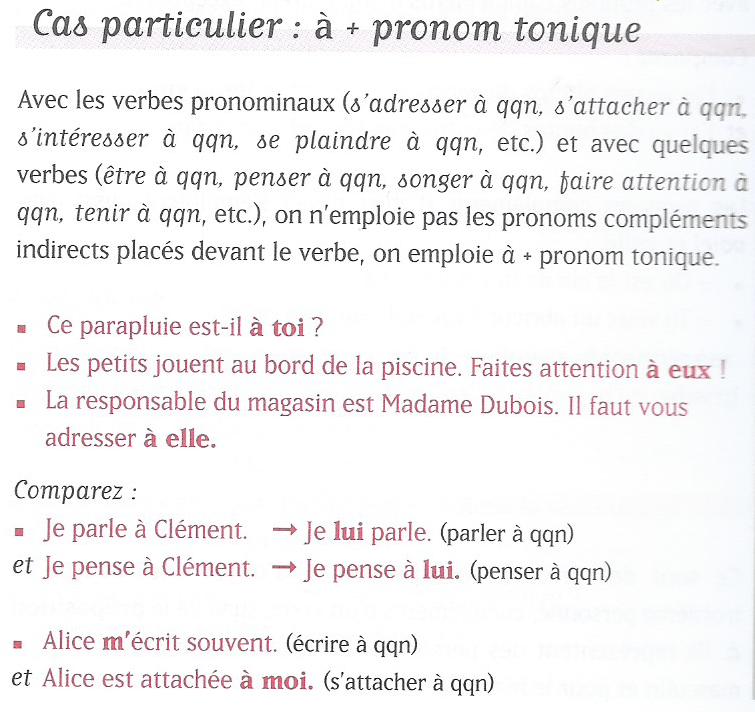 Cas particulier : à + pronom tonique
Avec les verbes pronominaux (s'adresser à qqn, s'attacher à qqn,
s'intéresser à qqn, se plaindre à qqn, etc.) et avec quelques
verbes (être à qqn, penser à qqn, songer à qqn, faire attention à
qqn, tenir à qqn, etc.), on n'emploie pas les pronoms compléments
indirects placés devant le verbe, on emploie à + pronom tonique.
▪ Ce parapluie est-il à toi ?
▪ Les petits jouent au bord de la piscine. Faites attention à eux !
▪ La responsable du magasin est Madame Dubois. Il faut vous
adresser à elle.
Comparez :
▪ Je parle à Clément. → Je lui parle. (parler à qqn)
et Je pense à Clément. → Je pense à lui. (penser à qqn)
▪ Alice m'écrit souvent. (écrire à qqn)
et Alice est attachée à moi. (s'attacher à qqn)